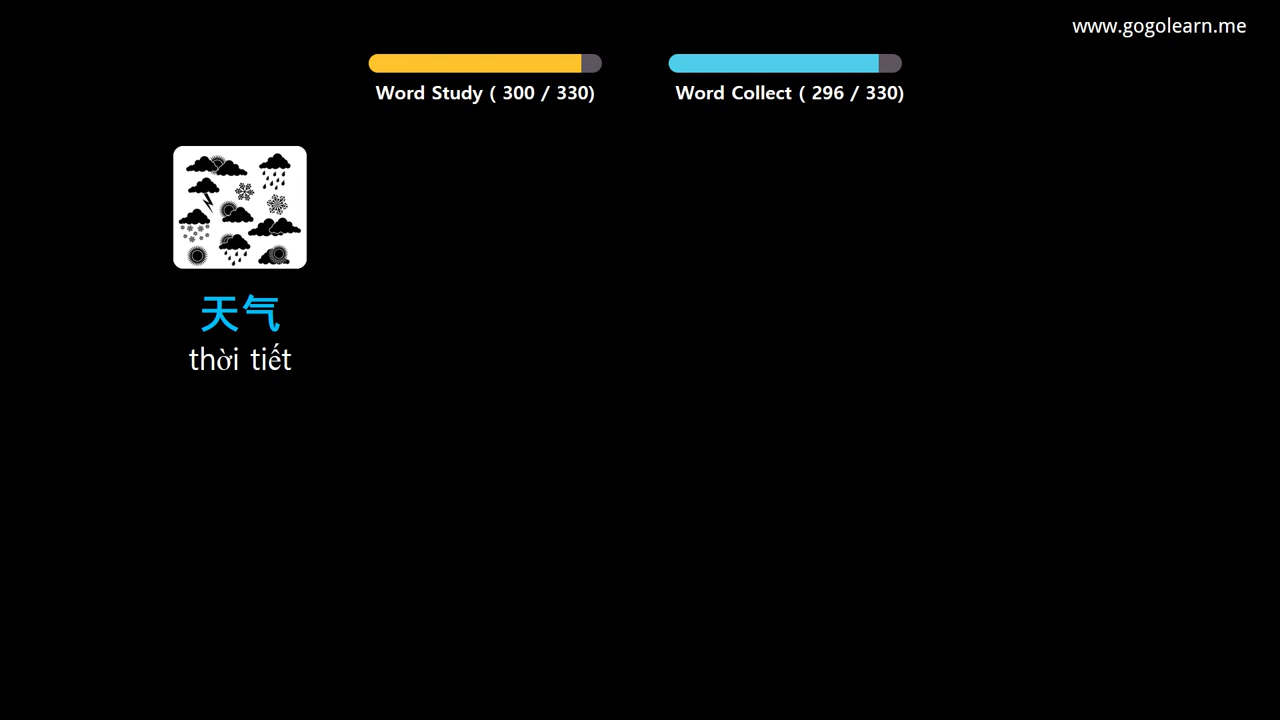 www.gogolearn.me
Word Study ( 300 / 330)
Word Collect ( 296 / 330)
天气
thời tiết